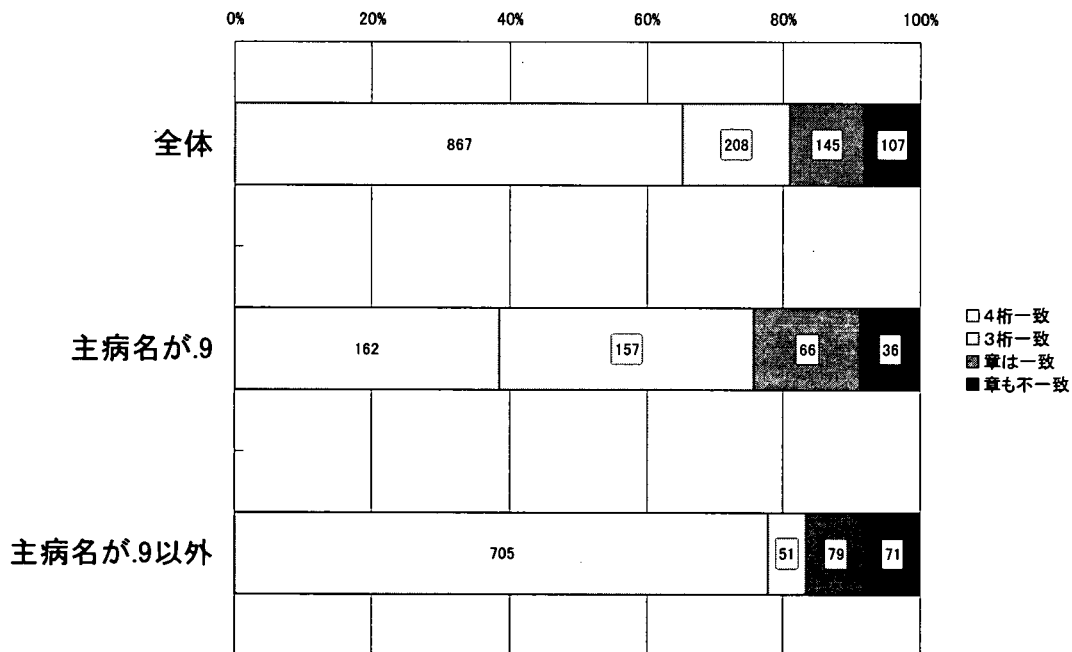 0% 20% 40% 60% 80% 100%
全体 867 208 145 107
主病名が.9 162 157 66 36
□4桁一致
□3桁一致
章は一致
■章も不一致
主病名が.9以外 705 51 79 71